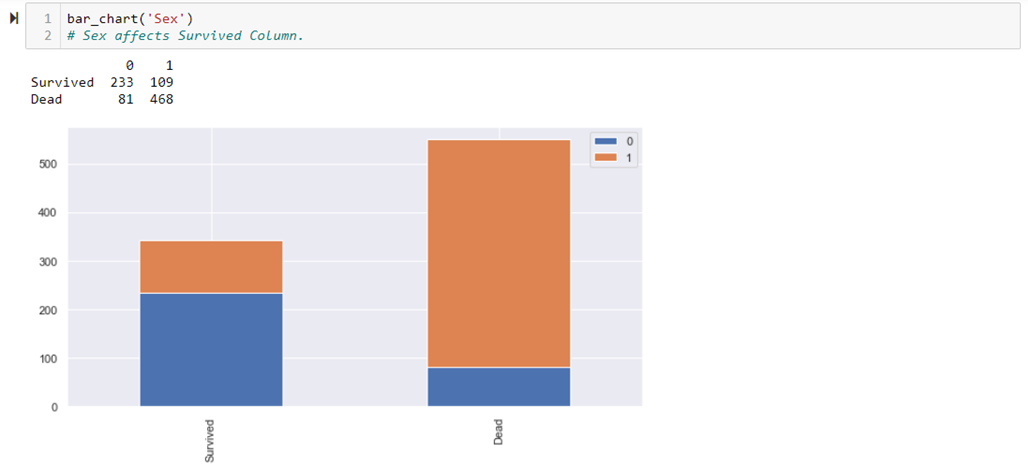 1 bar_chart('Sex')
2 # Sex affects Survived Column.
0 1
Survived 233 109
Dead 81 468
0
1
500
400
300
200
100
0
Survived
Dead